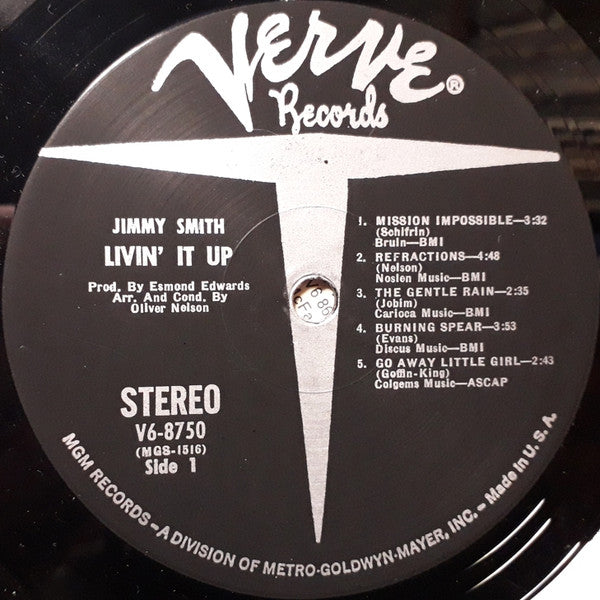 Verve®
Records
JIMMY SMITH
LIVIN' IT UP
Prod. By Esmond Edwards
Arr. And Cond. By
Oliver Nelson
STEREO
V6-8750
(MGS-1516)
Side 1
1. MISSION IMPOSSIBLE—3:32
(Schifrin)
Bruin—BMI
2. REFRACTIONS—4:48
(Nelson)
Noslen Music—BMI
3. THE GENTLE RAIN—2:35
(Jobim)
Carioca Music—BMI
4. BURNING SPEAR—3:53
(Evans)
Discus Music—BMI
5. GO AWAY LITTLE GIRL—2:43
(Goffin-King)
Colgems Music—ASCAP
MGM RECORDS—A DIVISION OF METRO-GOLDWYN-MAYER, INC.—Made In U.S.A.